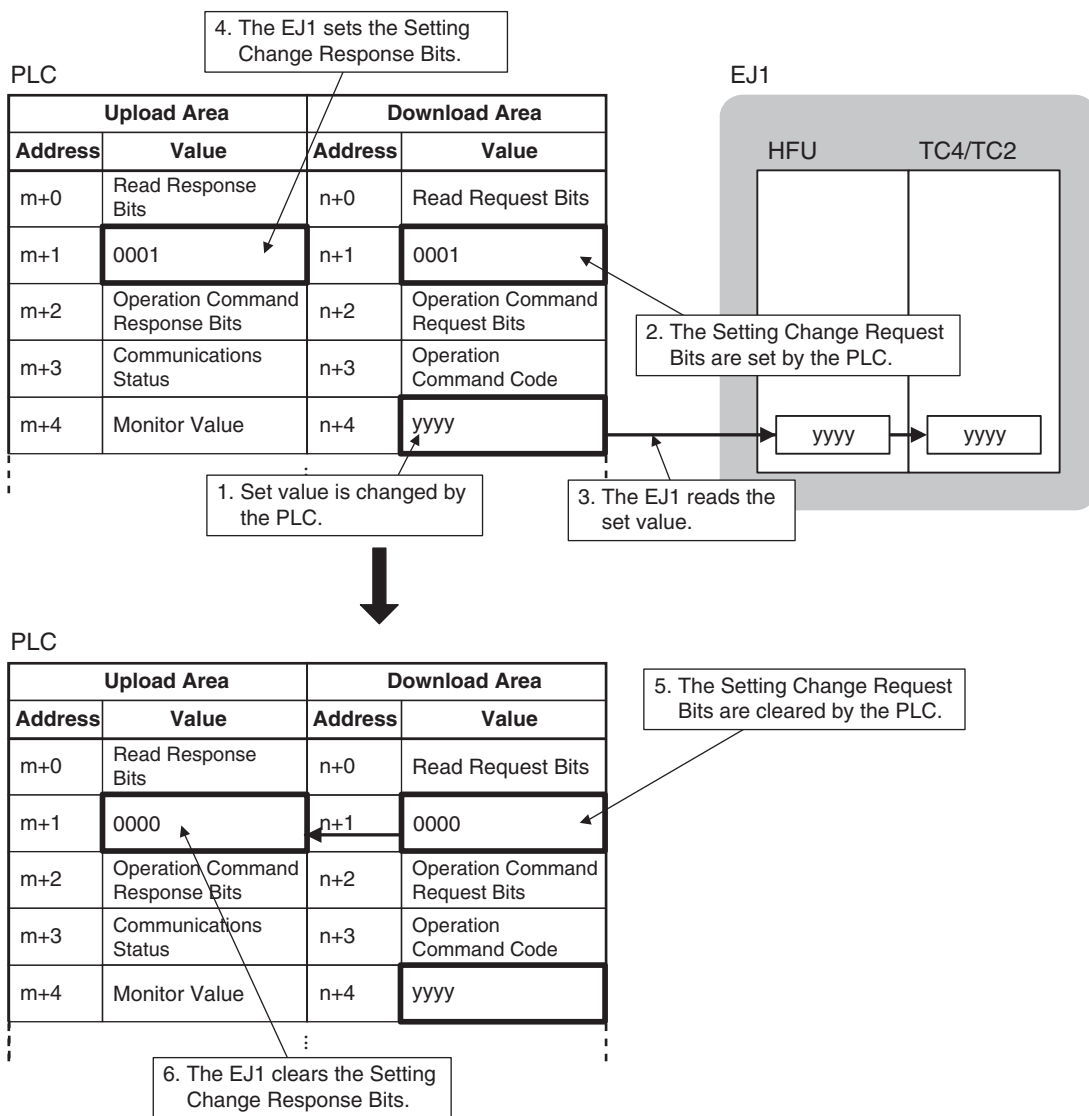 4. The EJ1 sets the Setting
Change Response Bits.
PLC
EJ1
Upload Area Download Area
Address Value Address Value
HFU TC4/TC2
m+0 Read Response
Bits n+0 Read Request Bits
m+1 0001 n+1 0001
m+2 Operation Command
Response Bits n+2 Operation Command
Request Bits
2. The Setting Change Request
Bits are set by the PLC.
m+3 Communications
Status n+3 Operation
Command Code
m+4 Monitor Value n+4 yyyy
yyyy yyyy
1. Set value is changed by
the PLC.
3. The EJ1 reads the
set value.
PLC
Upload Area Download Area
Address Value Address Value
5. The Setting Change Request
Bits are cleared by the PLC.
m+0 Read Response
Bits n+0 Read Request Bits
m+1 0000 n+1 0000
m+2 Operation Command
Response Bits n+2 Operation Command
Request Bits
m+3 Communications
Status n+3 Operation
Command Code
m+4 Monitor Value n+4 yyyy
6. The EJ1 clears the Setting
Change Response Bits.